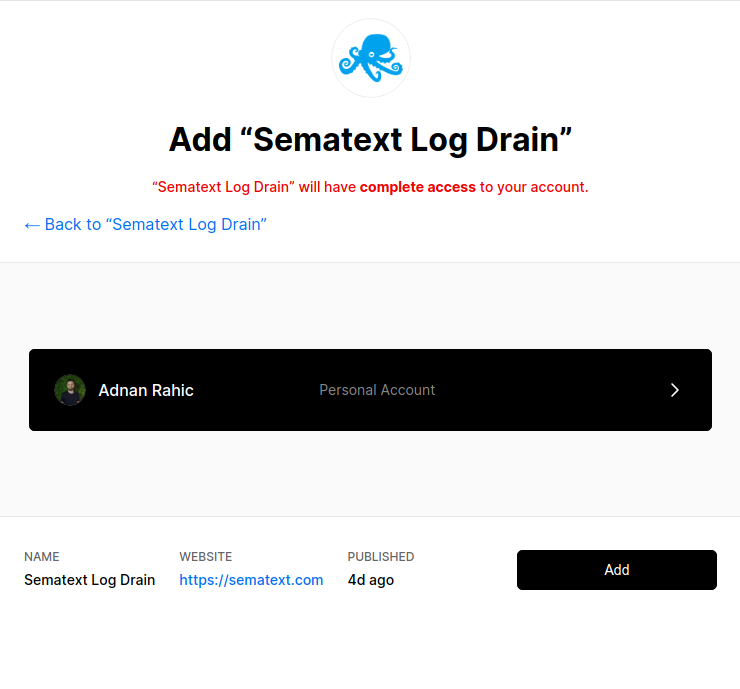 Add “Sematext Log Drain”
“Sematext Log Drain” will have complete access to your account.
← Back to “Sematext Log Drain”
Adnan Rahic
Personal Account
NAME
Sematext Log Drain
WEBSITE
https://sematext.com
PUBLISHED
4d ago
Add